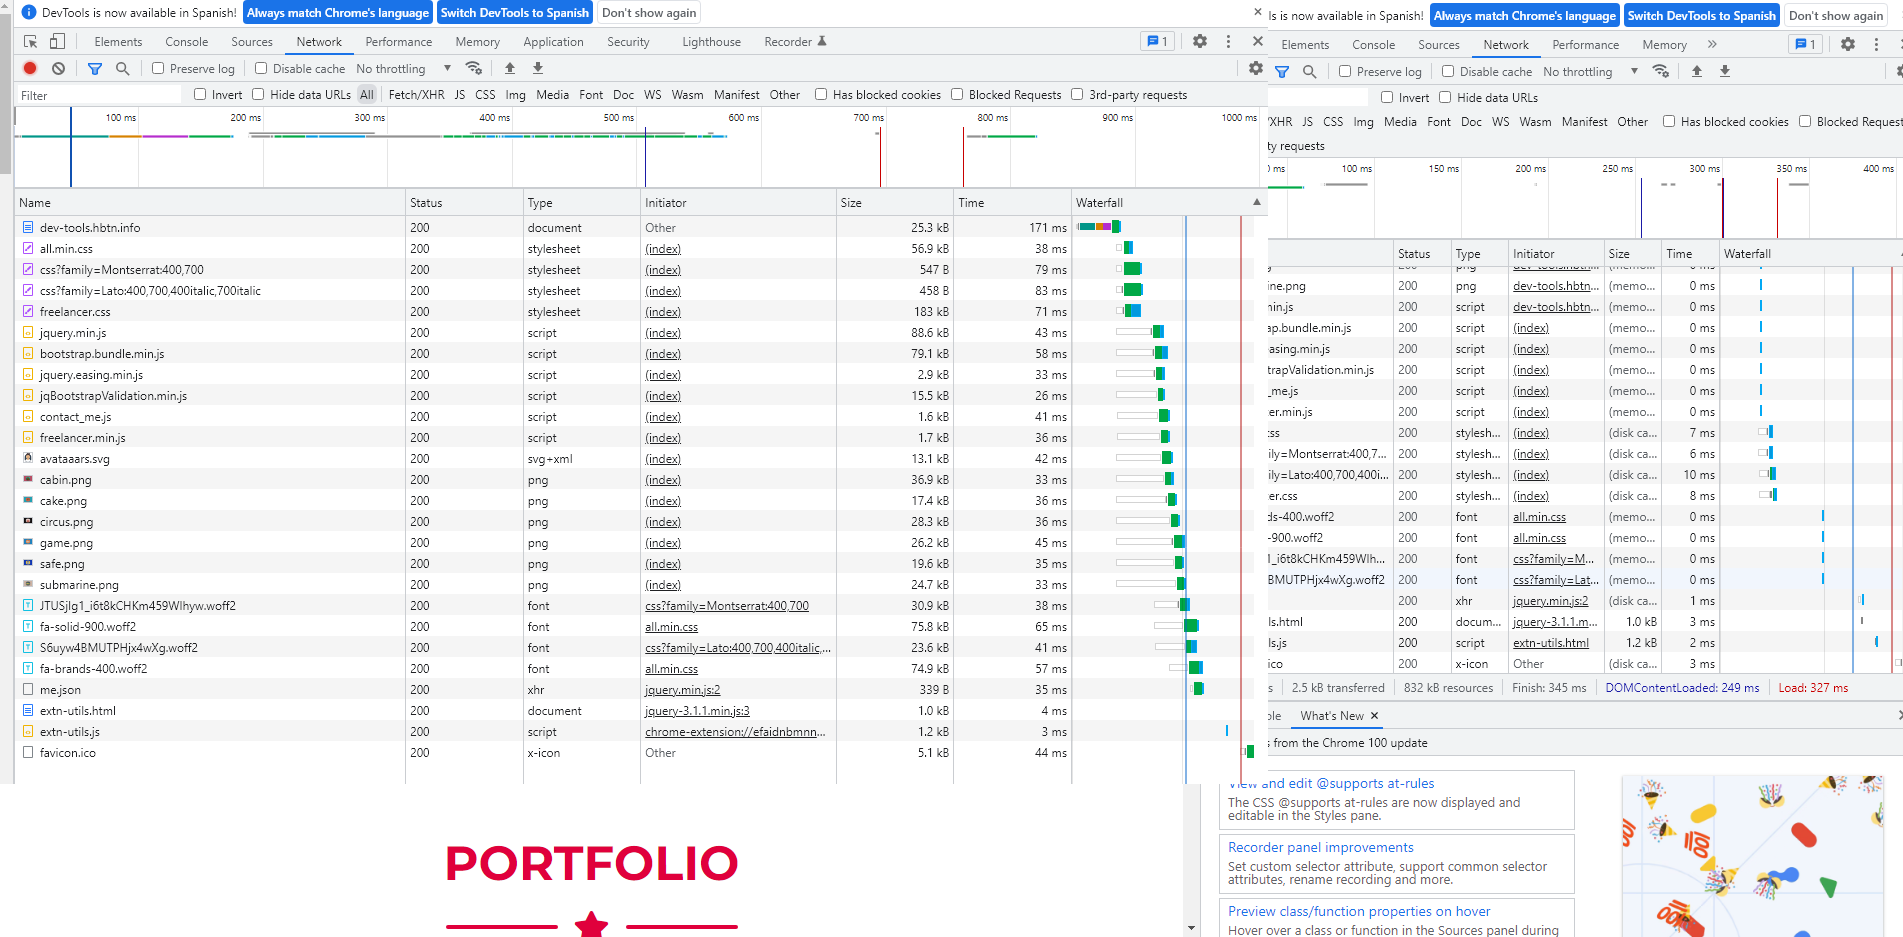 DevTools is now available in Spanish! Always match Chrome's language Switch DevTools to Spanish Don't show again
Elements Console Sources Network Performance Memory Application Security Lighthouse Recorder 1
Preserve log Disable cache No throttling
Filter Invert Hide data URLs All Fetch/XHR JS CSS Img Media Font Doc WS Wasm Manifest Other Has blocked cookies Blocked Requests 3rd-party requests
100 ms 200 ms 300 ms 400 ms 500 ms 600 ms 700 ms 800 ms 900 ms 1000 ms
Name Status Type Initiator Size Time Waterfall
dev-tools.hbtn.info 200 document Other 25.3 kB 171 ms
all.min.css 200 stylesheet (index) 56.9 kB 38 ms
css?family=Montserrat:400,700 200 stylesheet (index) 547 B 79 ms
css?family=Lato:400,700,400italic,700italic 200 stylesheet (index) 458 B 83 ms
freelancer.css 200 stylesheet (index) 183 kB 71 ms
jquery.min.js 200 script (index) 88.6 kB 43 ms
bootstrap.bundle.min.js 200 script (index) 79.1 kB 58 ms
jquery.easing.min.js 200 script (index) 2.9 kB 33 ms
jqBootstrapValidation.min.js 200 script (index) 15.5 kB 26 ms
contact_me.js 200 script (index) 1.6 kB 41 ms
freelancer.min.js 200 script (index) 1.7 kB 36 ms
avataaars.svg 200 svg+xml (index) 13.1 kB 42 ms
cabin.png 200 png (index) 36.9 kB 33 ms
cake.png 200 png (index) 17.4 kB 36 ms
circus.png 200 png (index) 28.3 kB 36 ms
game.png 200 png (index) 26.2 kB 45 ms
safe.png 200 png (index) 19.6 kB 35 ms
submarine.png 200 png (index) 24.7 kB 33 ms
JTUSjIg1_i6t8kCHKm459Wlhyw.woff2 200 font css?family=Montserrat:400,700 30.9 kB 38 ms
fa-solid-900.woff2 200 font all.min.css 75.8 kB 65 ms
S6uyw4BMUTPHjx4wXg.woff2 200 font css?family=Lato:400,700,400italic,... 23.6 kB 41 ms
fa-brands-400.woff2 200 font all.min.css 74.9 kB 57 ms
me.json 200 xhr jquery.min.js:2 339 B 35 ms
extn-utils.html 200 document jquery-3.1.1.min.js:3 1.0 kB 4 ms
extn-utils.js 200 script chrome-extension://efaidnbmnn... 1.2 kB 3 ms
favicon.ico 200 x-icon Other 5.1 kB 44 ms
PORTFOLIO
ls is now available in Spanish! Always match Chrome's language Switch DevTools to Spanish Don't show again
Elements Console Sources Network Performance Memory 1
Preserve log Disable cache No throttling
Invert Hide data URLs
/XHR JS CSS Img Media Font Doc WS Wasm Manifest Other Has blocked cookies Blocked Request
ty requests
0 ms 100 ms 150 ms 200 ms 250 ms 300 ms 350 ms 400 ms
Status Type Initiator Size Time Waterfall
200 png dev-tools.hbtn... (memo... 0 ms
ine.png 200 png dev-tools.hbtn... (memo... 0 ms
nin.js 200 script dev-tools.hbtn... (memo... 0 ms
ap.bundle.min.js 200 script (index) (memo... 0 ms
easing.min.js 200 script (index) (memo... 0 ms
trapValidation.min.js 200 script (index) (memo... 0 ms
_me.js 200 script (index) (memo... 0 ms
er.min.js 200 script (index) (memo... 0 ms
ss 200 stylesh... (index) (disk ca... 7 ms
ily=Montserrat:400,7... 200 stylesh... (index) (disk ca... 6 ms
ily=Lato:400,700,400i... 200 stylesh... (index) (disk ca... 10 ms
er.css 200 stylesh... (index) (disk ca... 8 ms
ds-400.woff2 200 font all.min.css (memo... 0 ms
-900.woff2 200 font all.min.css (memo... 0 ms
1_i6t8kCHKm459Wlh... 200 font css?family=M... (memo... 0 ms
BMUTPHjx4wXg.woff2 200 font css?family=Lat... (memo... 0 ms
200 xhr jquery.min.js:2 (disk ca... 1 ms
ls.html 200 docum... jquery-3.1.1.m... 1.0 kB 3 ms
ls.js 200 script extn-utils.html 1.2 kB 2 ms
ico 200 x-icon Other (disk ca... 3 ms
s 2.5 kB transferred 832 kB resources Finish: 345 ms DOMContentLoaded: 249 ms Load: 327 ms
ole What's New
s from the Chrome 100 update
View and edit @supports at-rules
The CSS @supports at-rules are now displayed and
editable in the Styles pane.
Recorder panel improvements
Set custom selector attribute, support common selector
attributes, rename recording and more.
Preview class/function properties on hover
Hover over a class or function in the Sources panel during
100
100
100